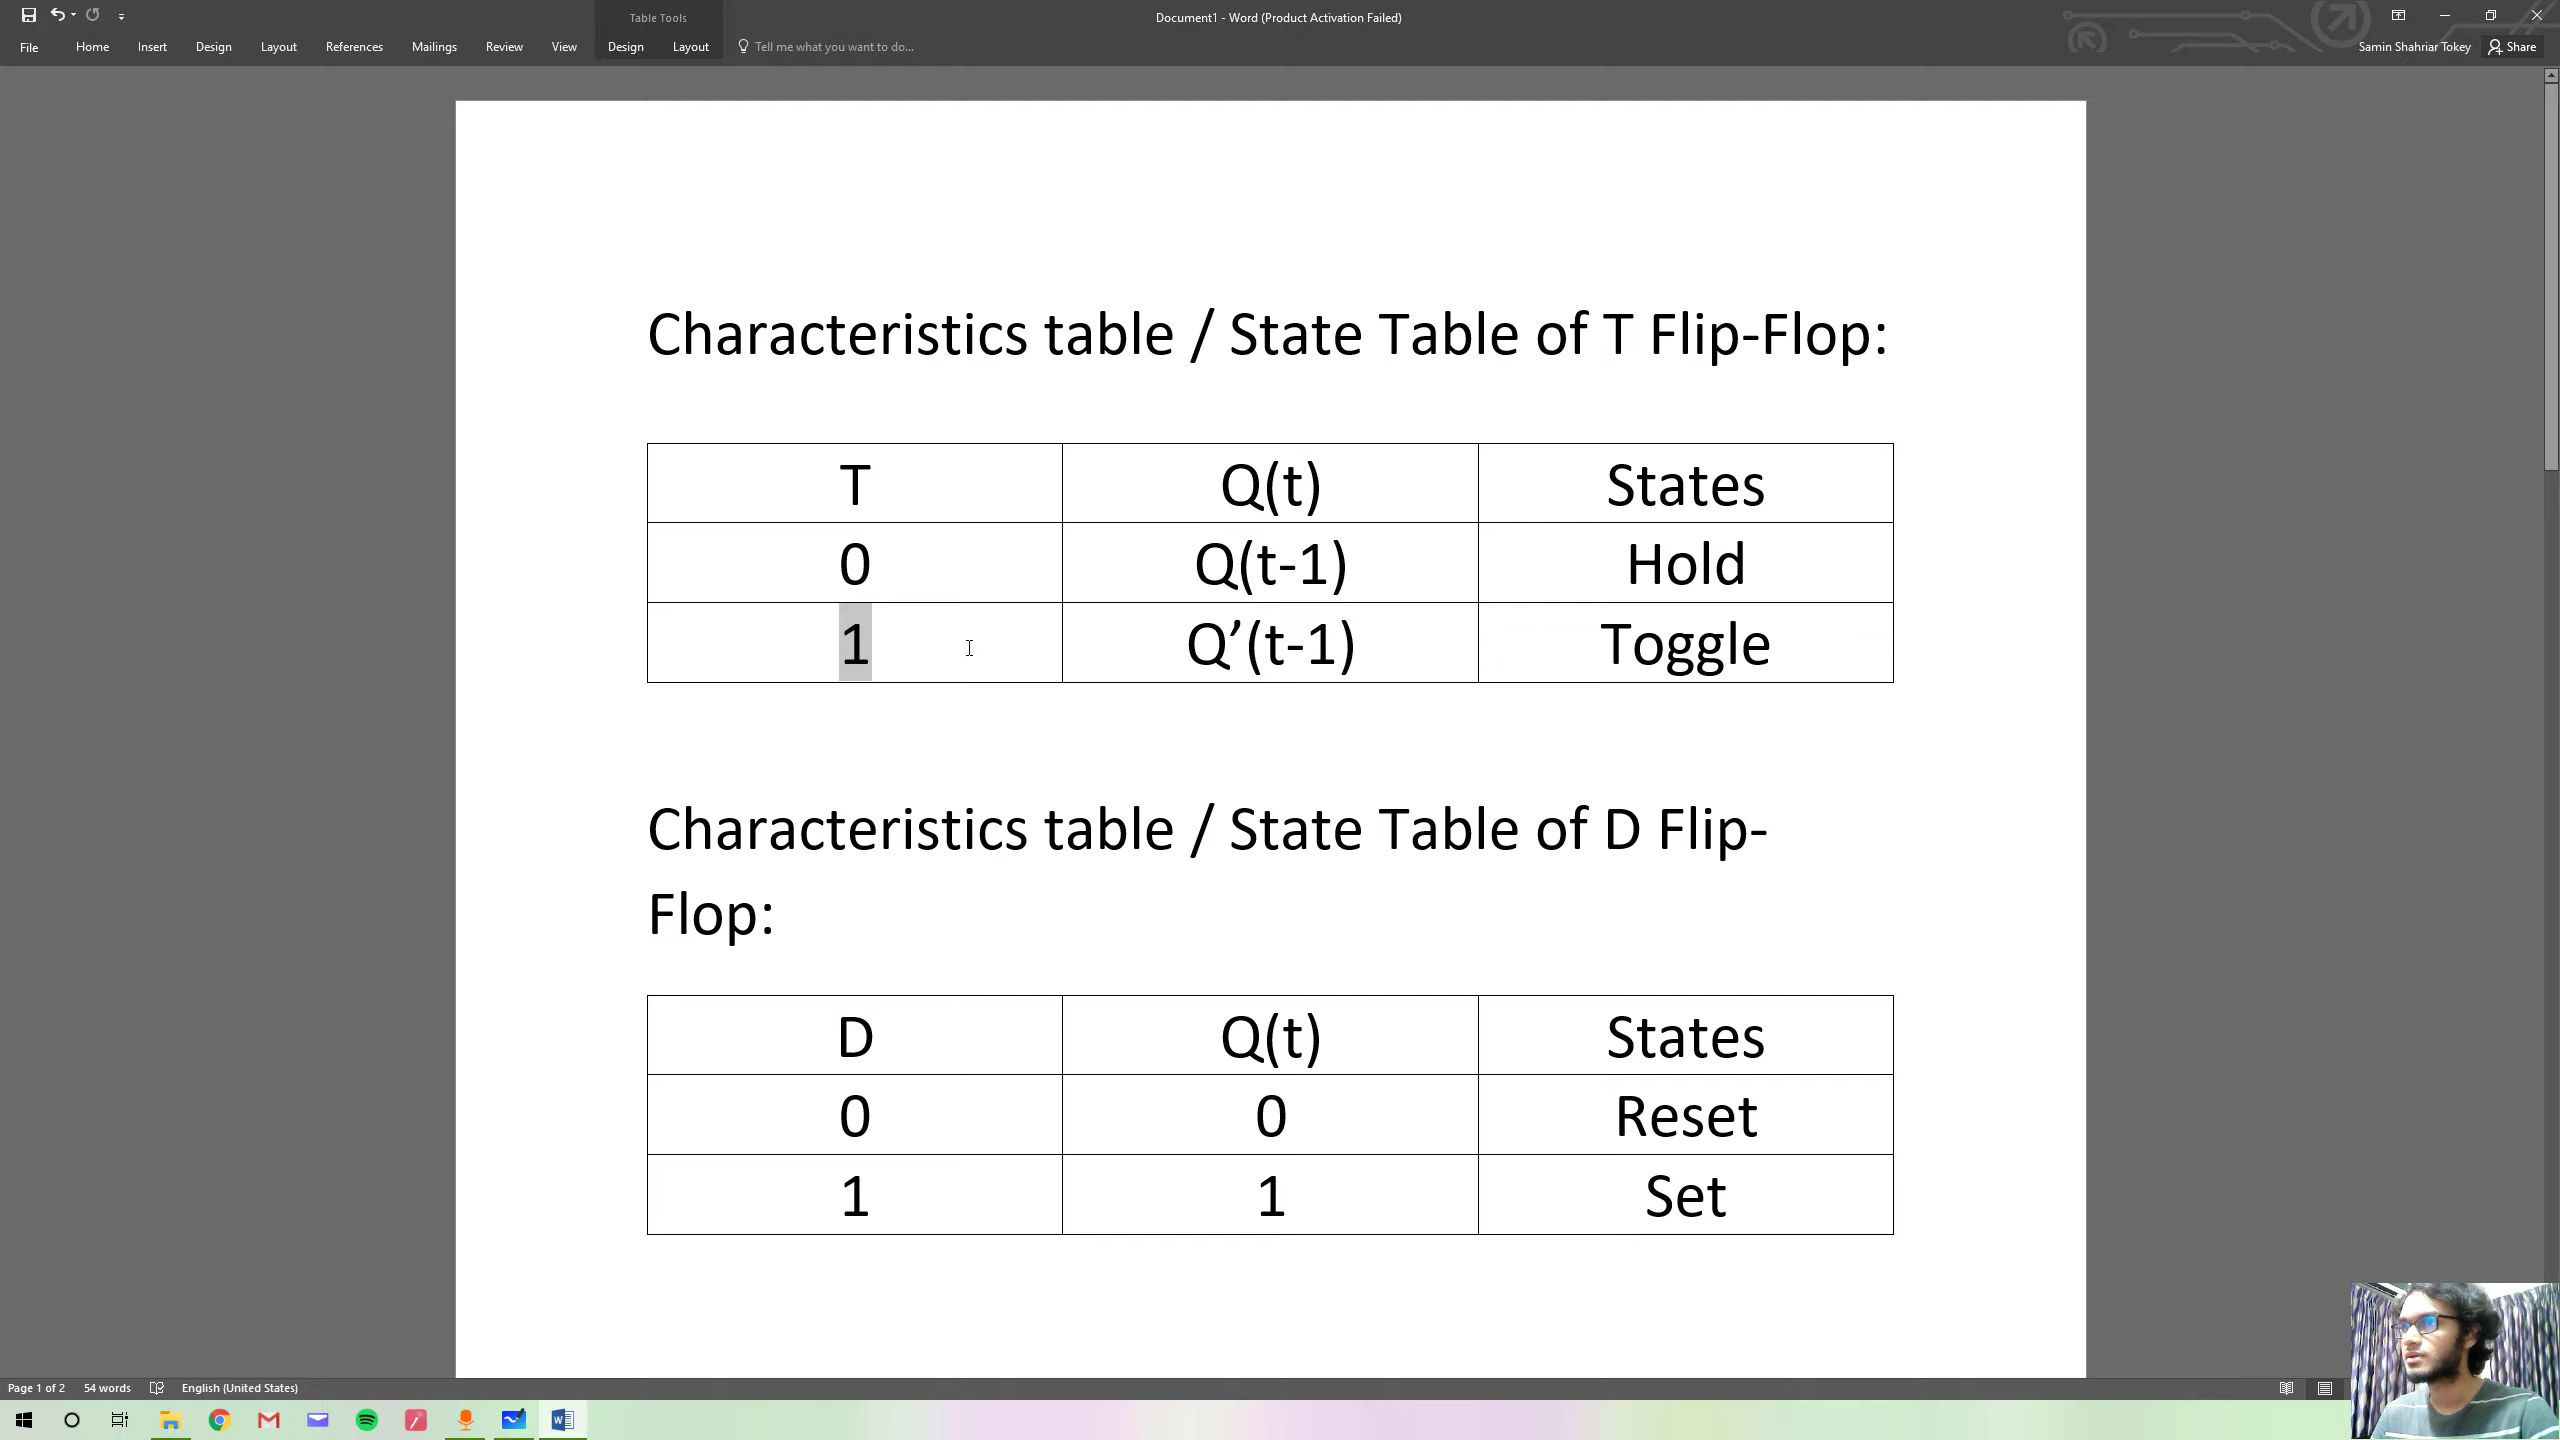 Table Tools
Document1 - Word (Product Activation Failed)
File Home Insert Design Layout References Mailings Review View Design Layout Tell me what you want to do... Samin Shahriar Tokey Share
Characteristics table / State Table of T Flip-Flop:
T Q(t) States
0 Q(t-1) Hold
1 Q’(t-1) Toggle
Characteristics table / State Table of D Flip-
Flop:
D Q(t) States
0 0 Reset
1 1 Set
Page 1 of 2 54 words English (United States)